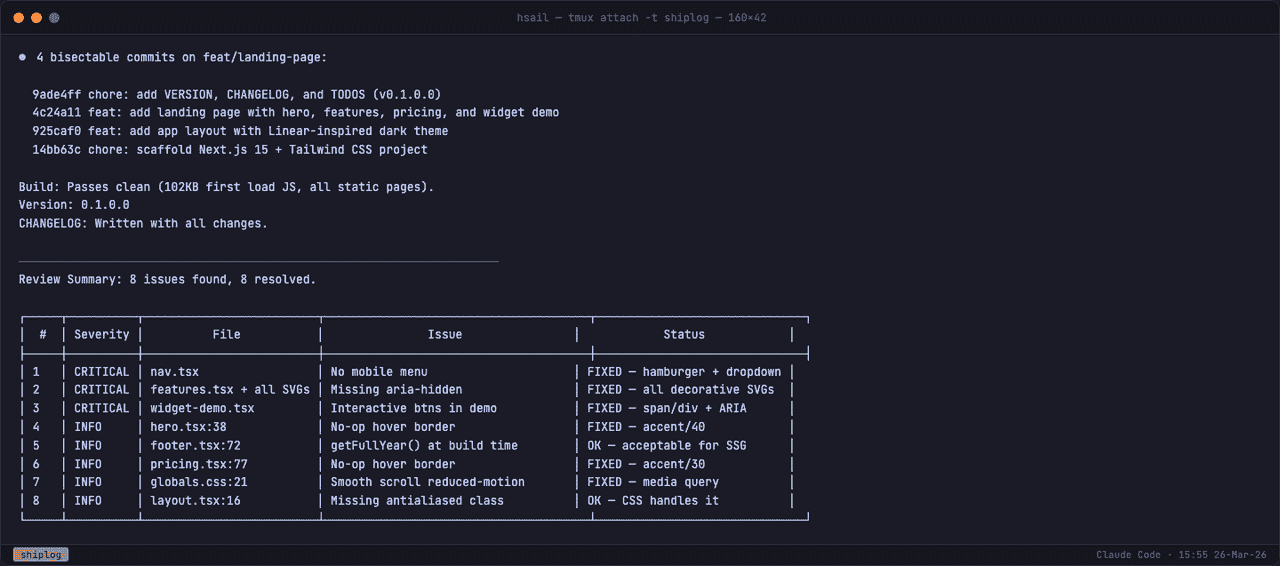 hsail — tmux attach -t shiplog — 160×42
● 4 bisectable commits on feat/landing-page:
9ade4ff chore: add VERSION, CHANGELOG, and TODOS (v0.1.0.0)
4c24a11 feat: add landing page with hero, features, pricing, and widget demo
925caf0 feat: add app layout with Linear-inspired dark theme
14bb63c chore: scaffold Next.js 15 + Tailwind CSS project
Build: Passes clean (102KB first load JS, all static pages).
Version: 0.1.0.0
CHANGELOG: Written with all changes.
Review Summary: 8 issues found, 8 resolved.
# | Severity | File | Issue | Status
1 | CRITICAL | nav.tsx | No mobile menu | FIXED — hamburger + dropdown
2 | CRITICAL | features.tsx + all SVGs | Missing aria-hidden | FIXED — all decorative SVGs
3 | CRITICAL | widget-demo.tsx | Interactive btns in demo | FIXED — span/div + ARIA
4 | INFO | hero.tsx:38 | No-op hover border | FIXED — accent/40
5 | INFO | footer.tsx:72 | getFullYear() at build time | OK — acceptable for SSG
6 | INFO | pricing.tsx:77 | No-op hover border | FIXED — accent/30
7 | INFO | globals.css:21 | Smooth scroll reduced-motion | FIXED — media query
8 | INFO | layout.tsx:16 | Missing antialiased class | OK — CSS handles it
shiplog
Claude Code · 15:55 26-Mar-26